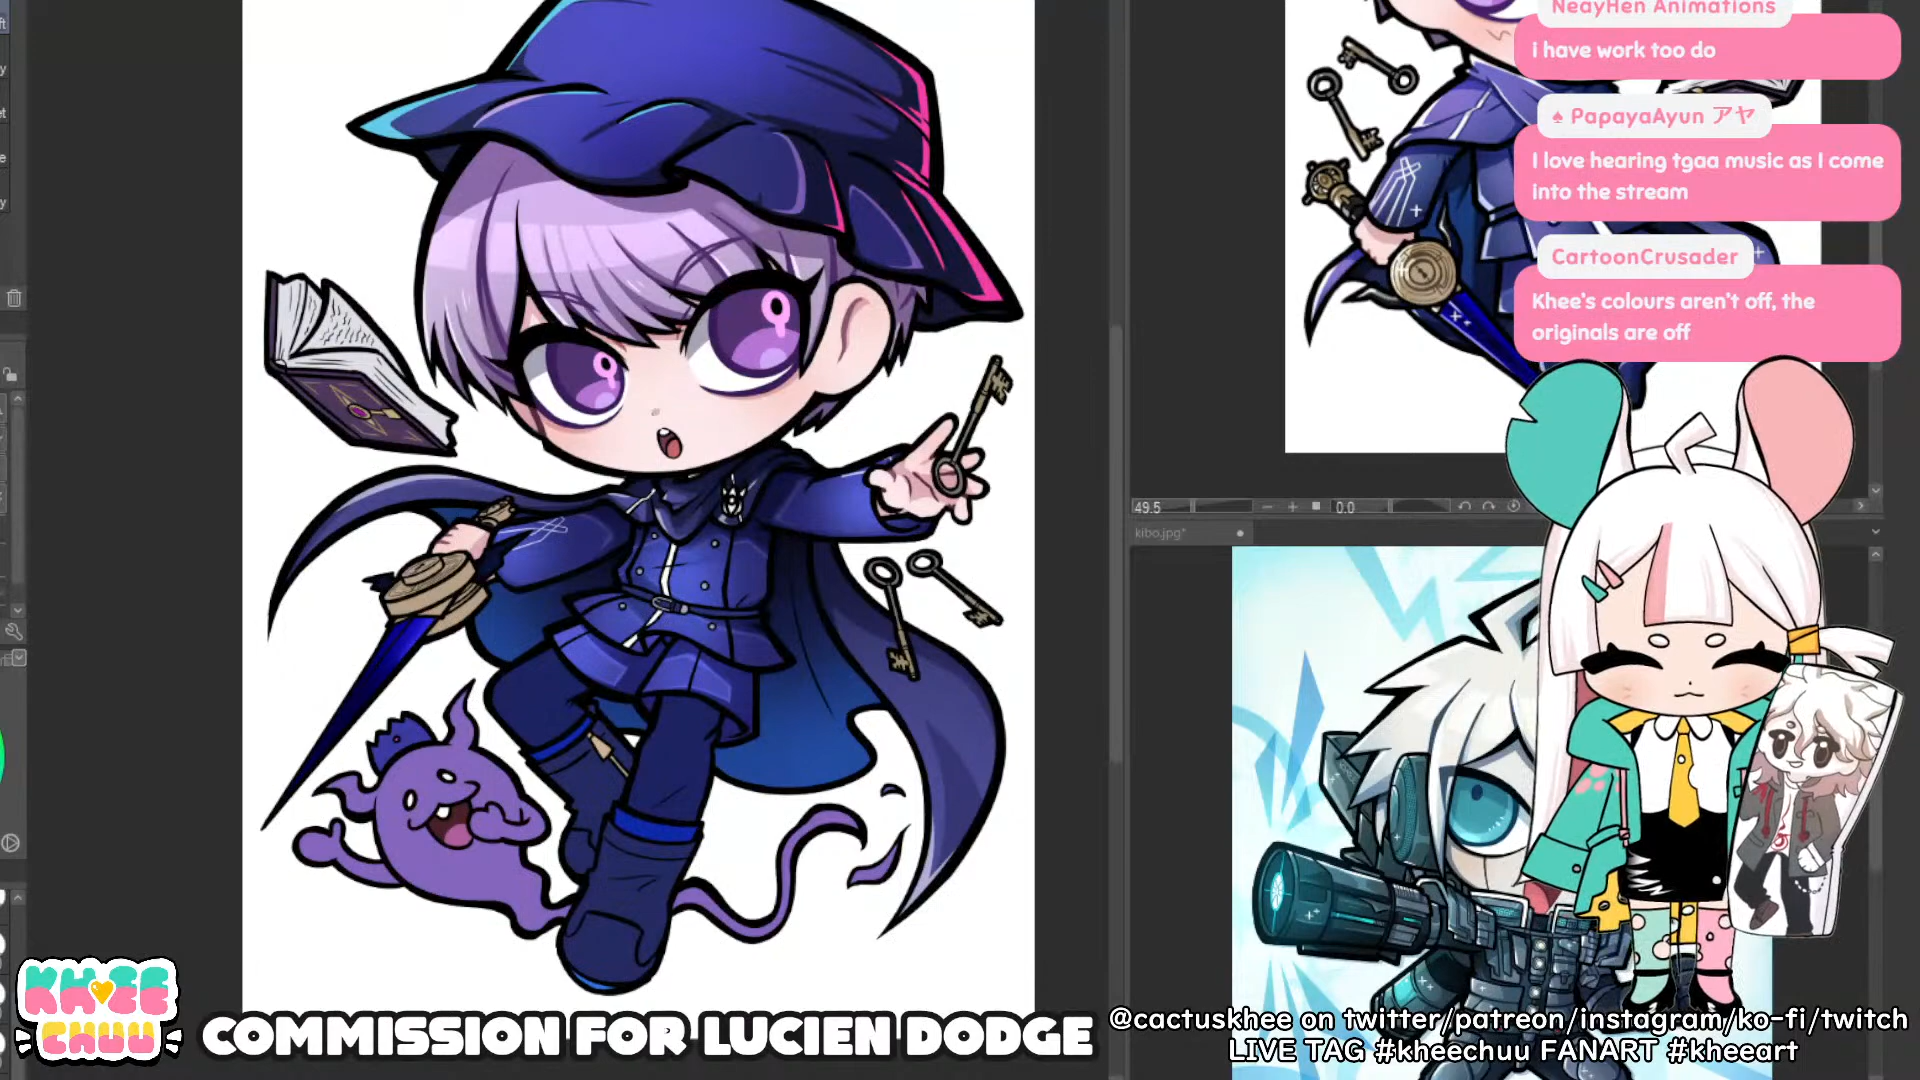 NeayHen Animations
i have work too do
♠ PapayaAyun アヤ
I love hearing tgaa music as I come
into the stream
CartoonCrusader
Khee's colours aren't off, the
originals are off
49.5
0.0
kibo.jpg*
KHEE
CHUU
COMMISSION FOR LUCIEN DODGE
@cactuskhee on twitter/patreon/instagram/ko-fi/twitch
LIVE TAG #kheechuu FANART #kheeart